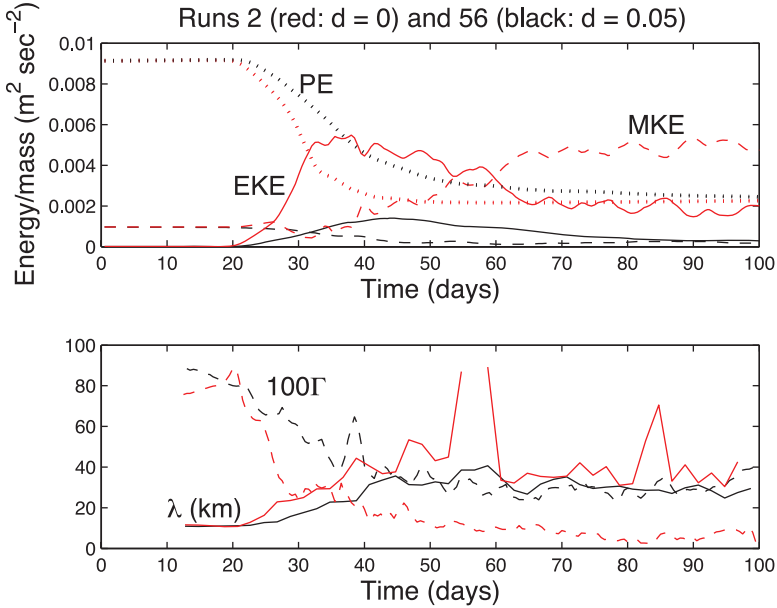 Runs 2 (red: d = 0) and 56 (black: d = 0.05)
Energy/mass (m² sec⁻²)
0.01
0.008
0.006
0.004
0.002
0
PE
MKE
EKE
0 10 20 30 40 50 60 70 80 90 100
Time (days)
100
80
60
40
20
0
100Γ
λ (km)
0 10 20 30 40 50 60 70 80 90 100
Time (days)